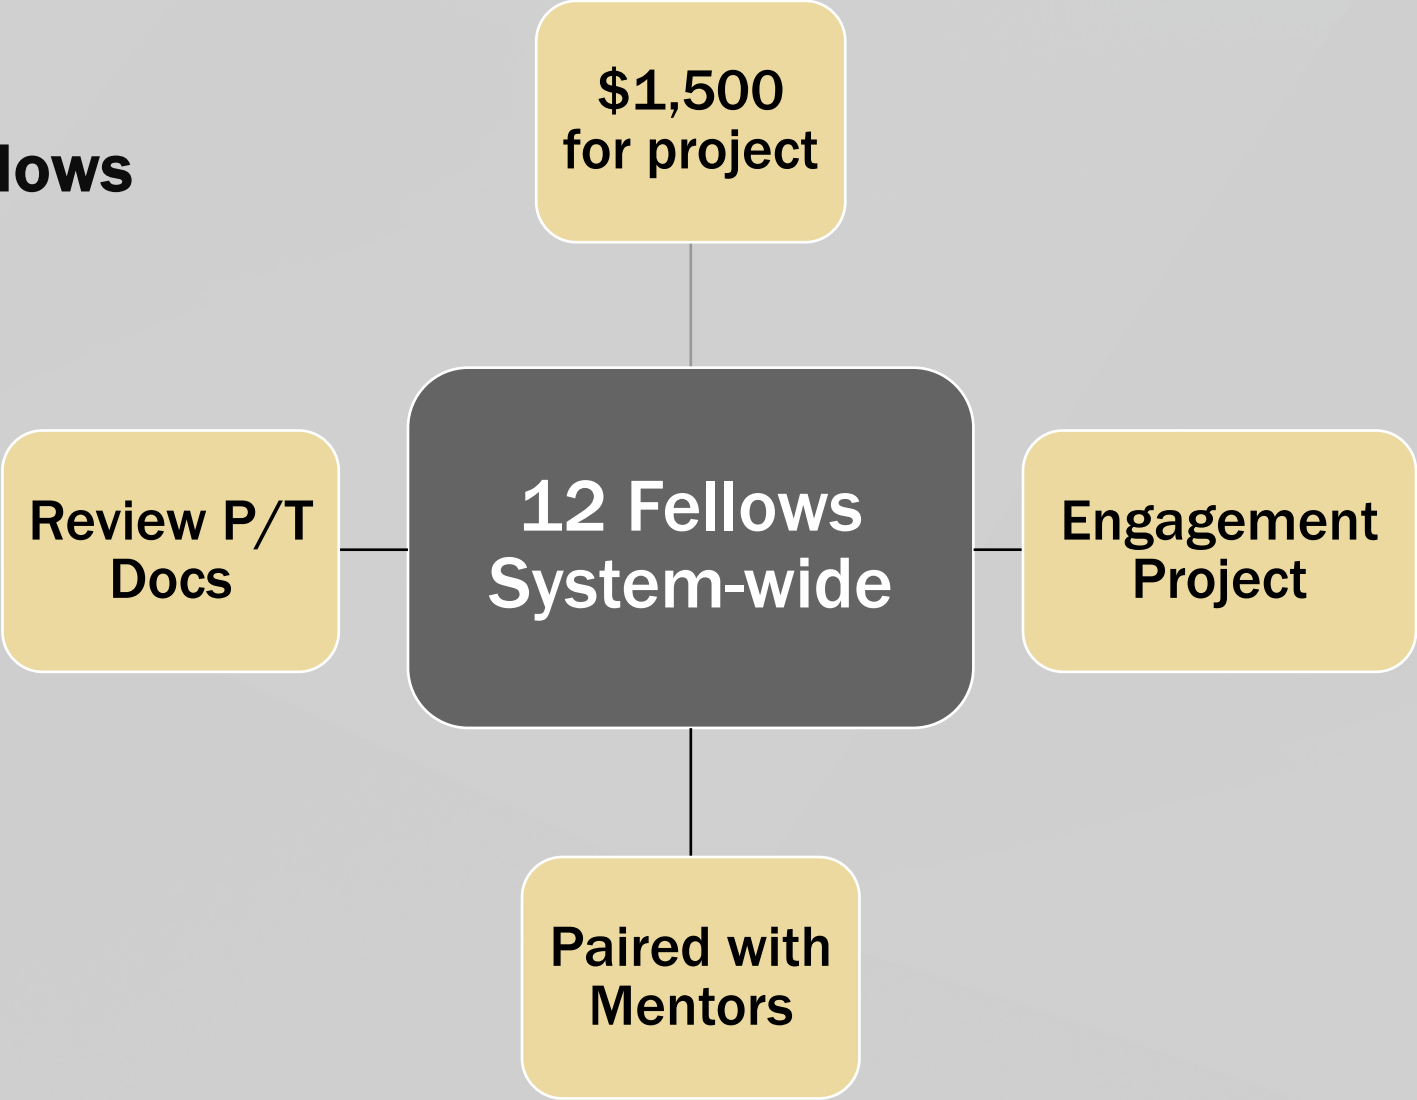 $1,500
for project
lows
Review P/T
Docs
12 Fellows
System-wide
Engagement
Project
Paired with
Mentors